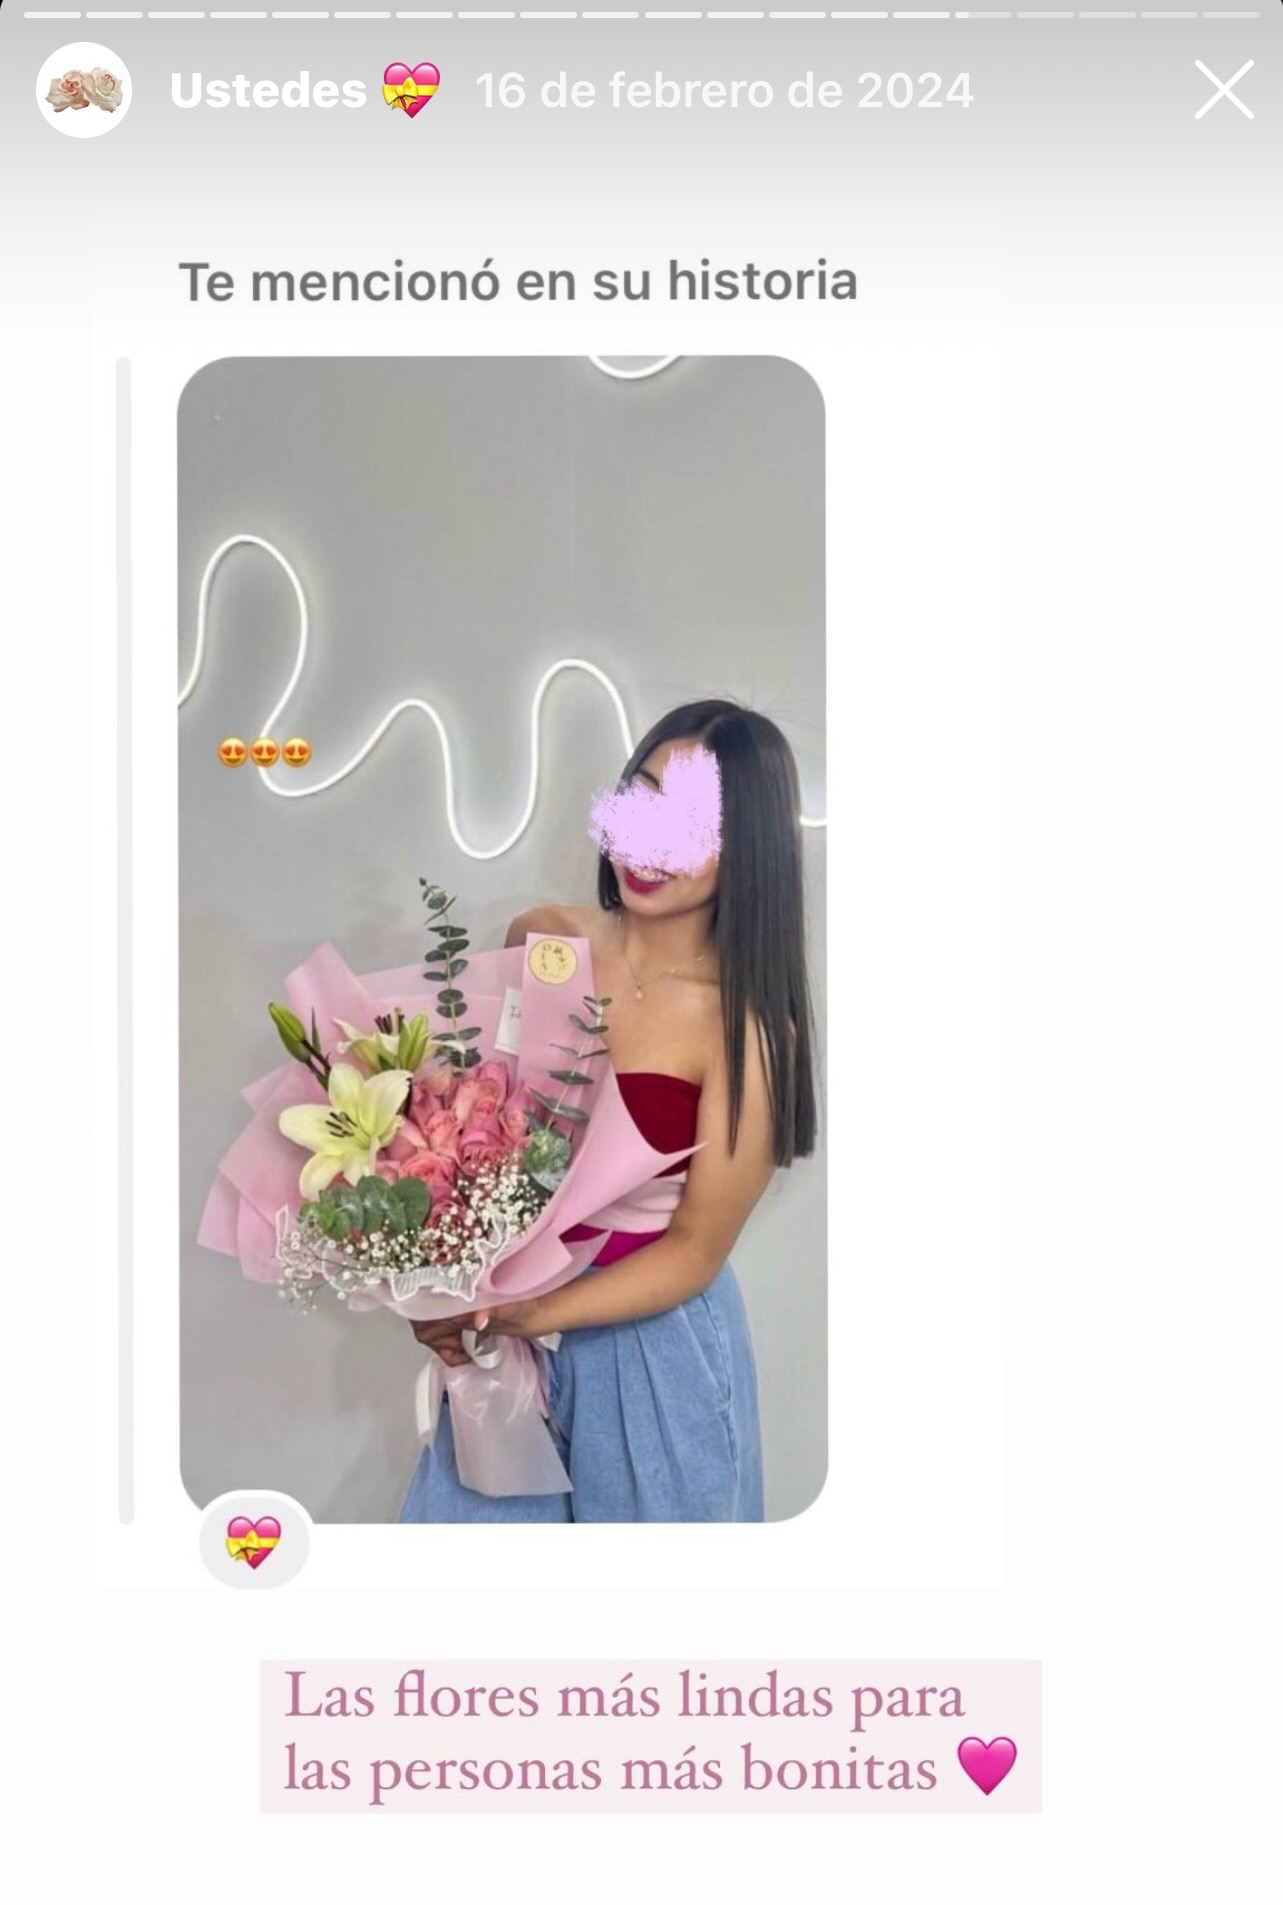 Ustedes 💝 16 de febrero de 2024
Te mencionó en su historia
😍😍😍
Las flores más lindas para
las personas más bonitas 🩷